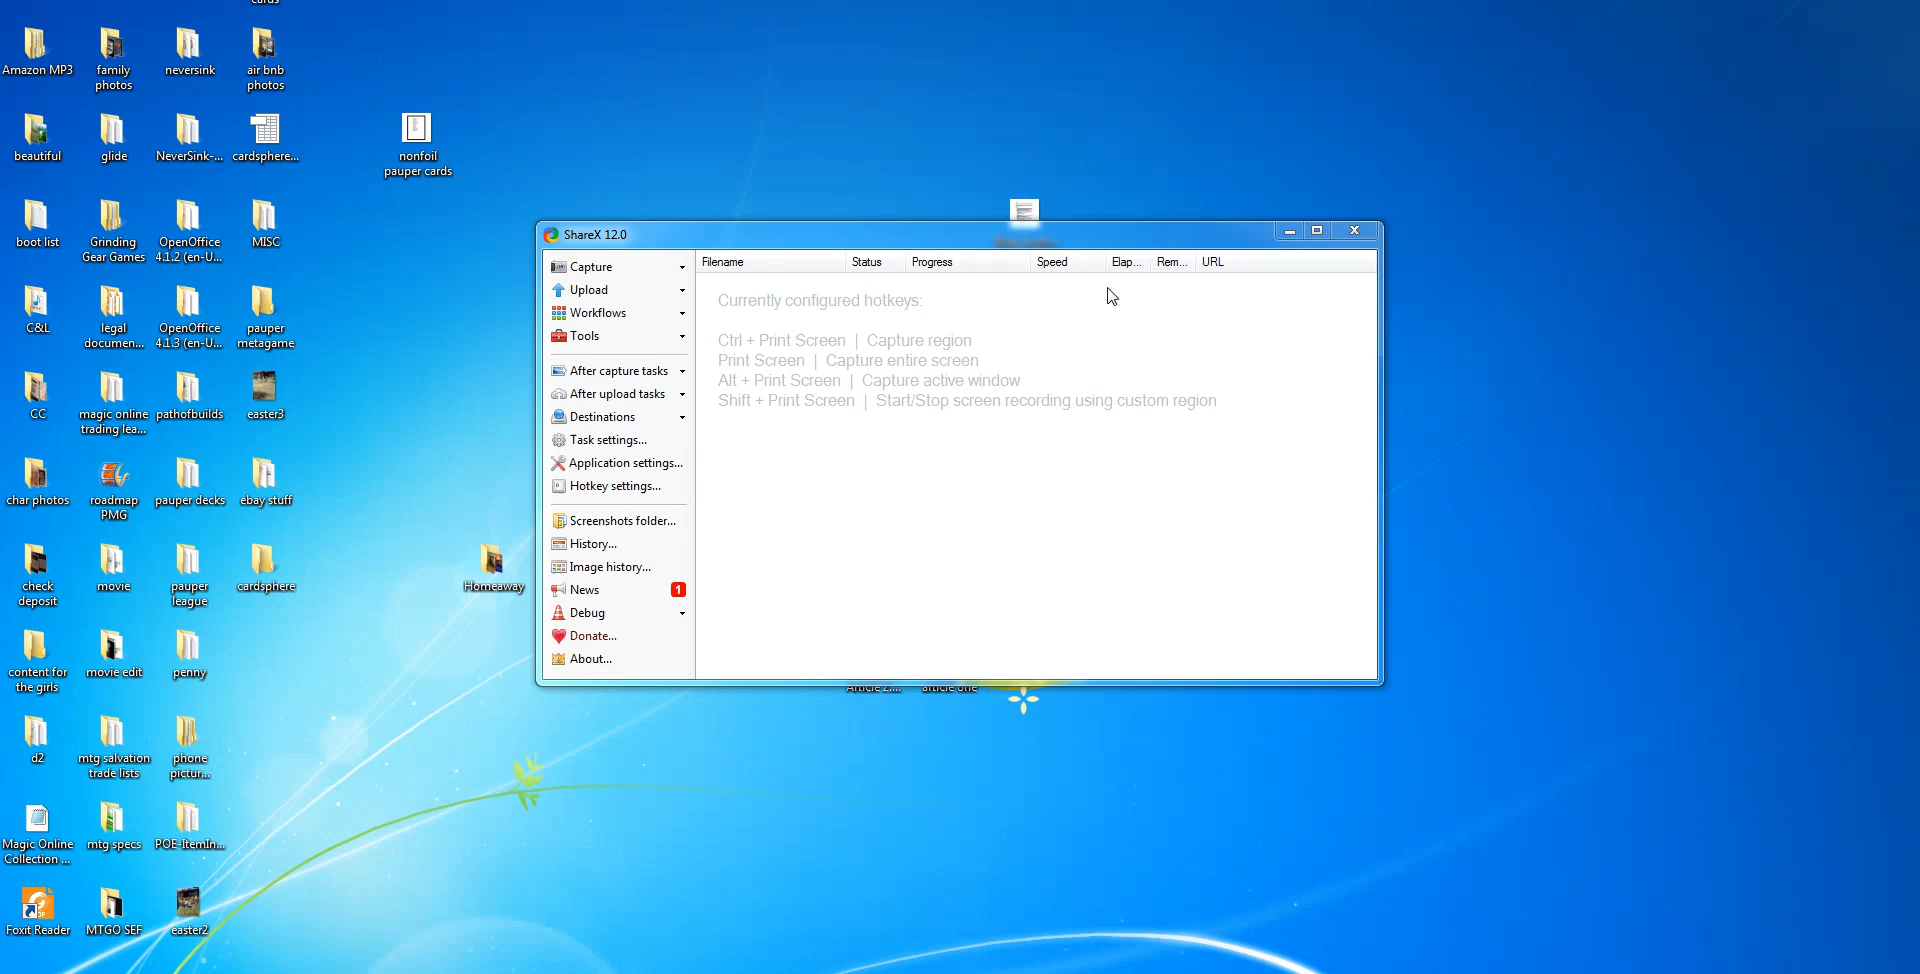 cards
Amazon MP3
family
photos
neversink
air bnb
photos
beautiful
glide
NeverSink-...
cardsphere...
nonfoil
pauper cards
boot list
Grinding
Gear Games
OpenOffice
4.1.2 (en-U...
MISC
C&L
legal
documen...
OpenOffice
4.1.3 (en-U...
pauper
metagame
CC
magic online
trading lea...
pathofbuilds
easter3
char photos
roadmap
PMG
pauper decks
ebay stuff
check
deposit
movie
pauper
league
cardsphere
Homeaway
content for
the girls
movie edit
penny
d2
mtg salvation
trade lists
phone
pictur...
Magic Online
Collection ...
mtg specs
POE-ItemIn...
Foxit Reader
MTGO SEF
easter2
ShareX 12.0
Capture
Upload
Workflows
Tools
After capture tasks
After upload tasks
Destinations
Task settings...
Application settings...
Hotkey settings...
Screenshots folder...
History...
Image history...
News 1
Debug
Donate...
About...
Filename Status Progress Speed Elap... Rem... URL
Currently configured hotkeys:
Ctrl + Print Screen | Capture region
Print Screen | Capture entire screen
Alt + Print Screen | Capture active window
Shift + Print Screen | Start/Stop screen recording using custom region
Article 2....
article one